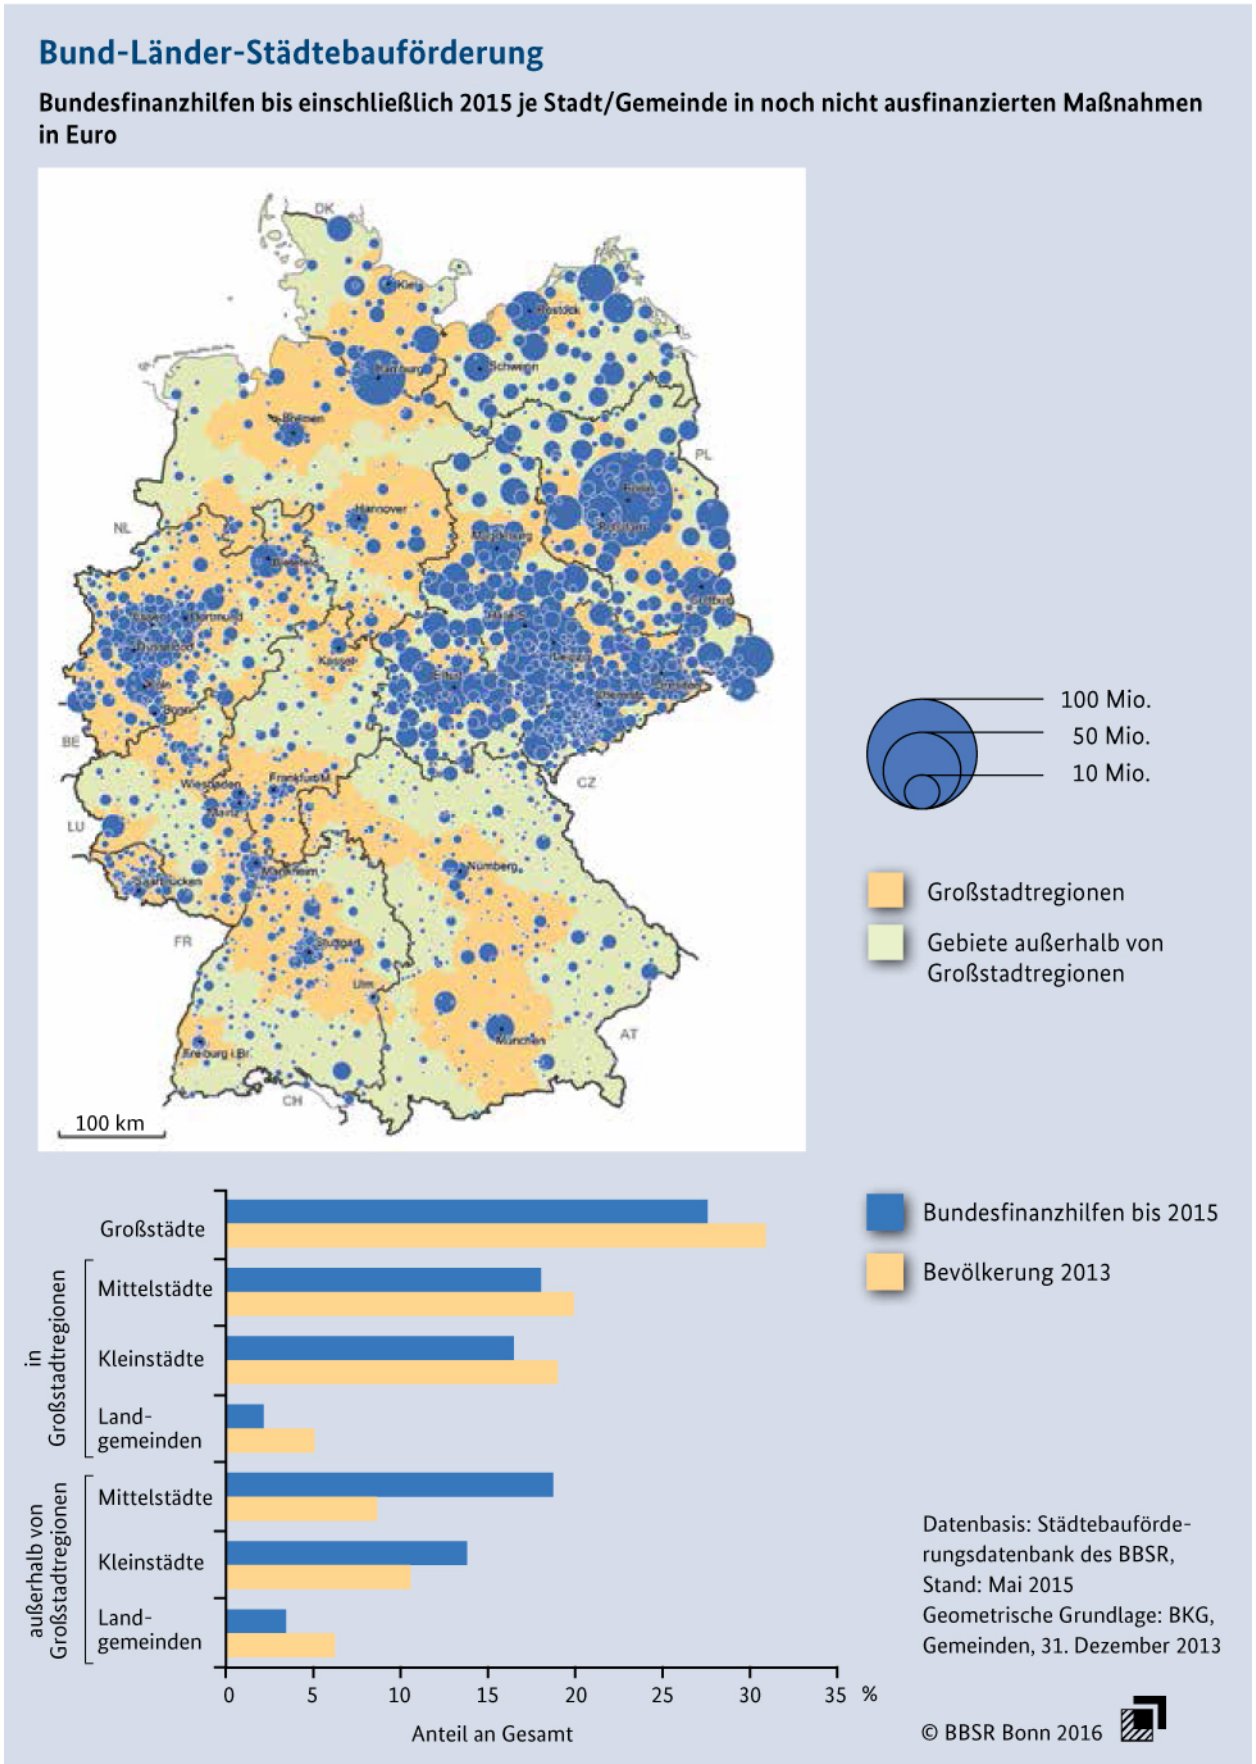 Bund-Länder-Städtebauförderung
Bundesfinanzhilfen bis einschließlich 2015 je Stadt/Gemeinde in noch nicht ausfinanzierten Maßnahmen
in Euro
DK
Kiel
Rostock
Hamburg
Schwerin
Bremen
PL
Berlin
Potsdam
Hannover
NL
Magdeburg
Bielefeld
Cottbus
Essen
Dortmund
Halle/S.
Düsseldorf
Leipzig
Kassel
Erfurt
Dresden
Köln
Chemnitz
Bonn
BE
Wiesbaden
Frankfurt/M.
CZ
Mainz
LU
Mannheim
Nürnberg
Saarbrücken
FR
Stuttgart
Ulm
AT
München
Freiburg i.Br.
CH
100 km
100 Mio.
50 Mio.
10 Mio.
Großstadtregionen
Gebiete außerhalb von
Großstadtregionen
Großstädte
in
Großstadtregionen
Mittelstädte
Kleinstädte
Land-
gemeinden
außerhalb von
Großstadtregionen
Mittelstädte
Kleinstädte
Land-
gemeinden
0 5 10 15 20 25 30 35 %
Anteil an Gesamt
Bundesfinanzhilfen bis 2015
Bevölkerung 2013
Datenbasis: Städtebauförde-
rungsdatenbank des BBSR,
Stand: Mai 2015
Geometrische Grundlage: BKG,
Gemeinden, 31. Dezember 2013
© BBSR Bonn 2016